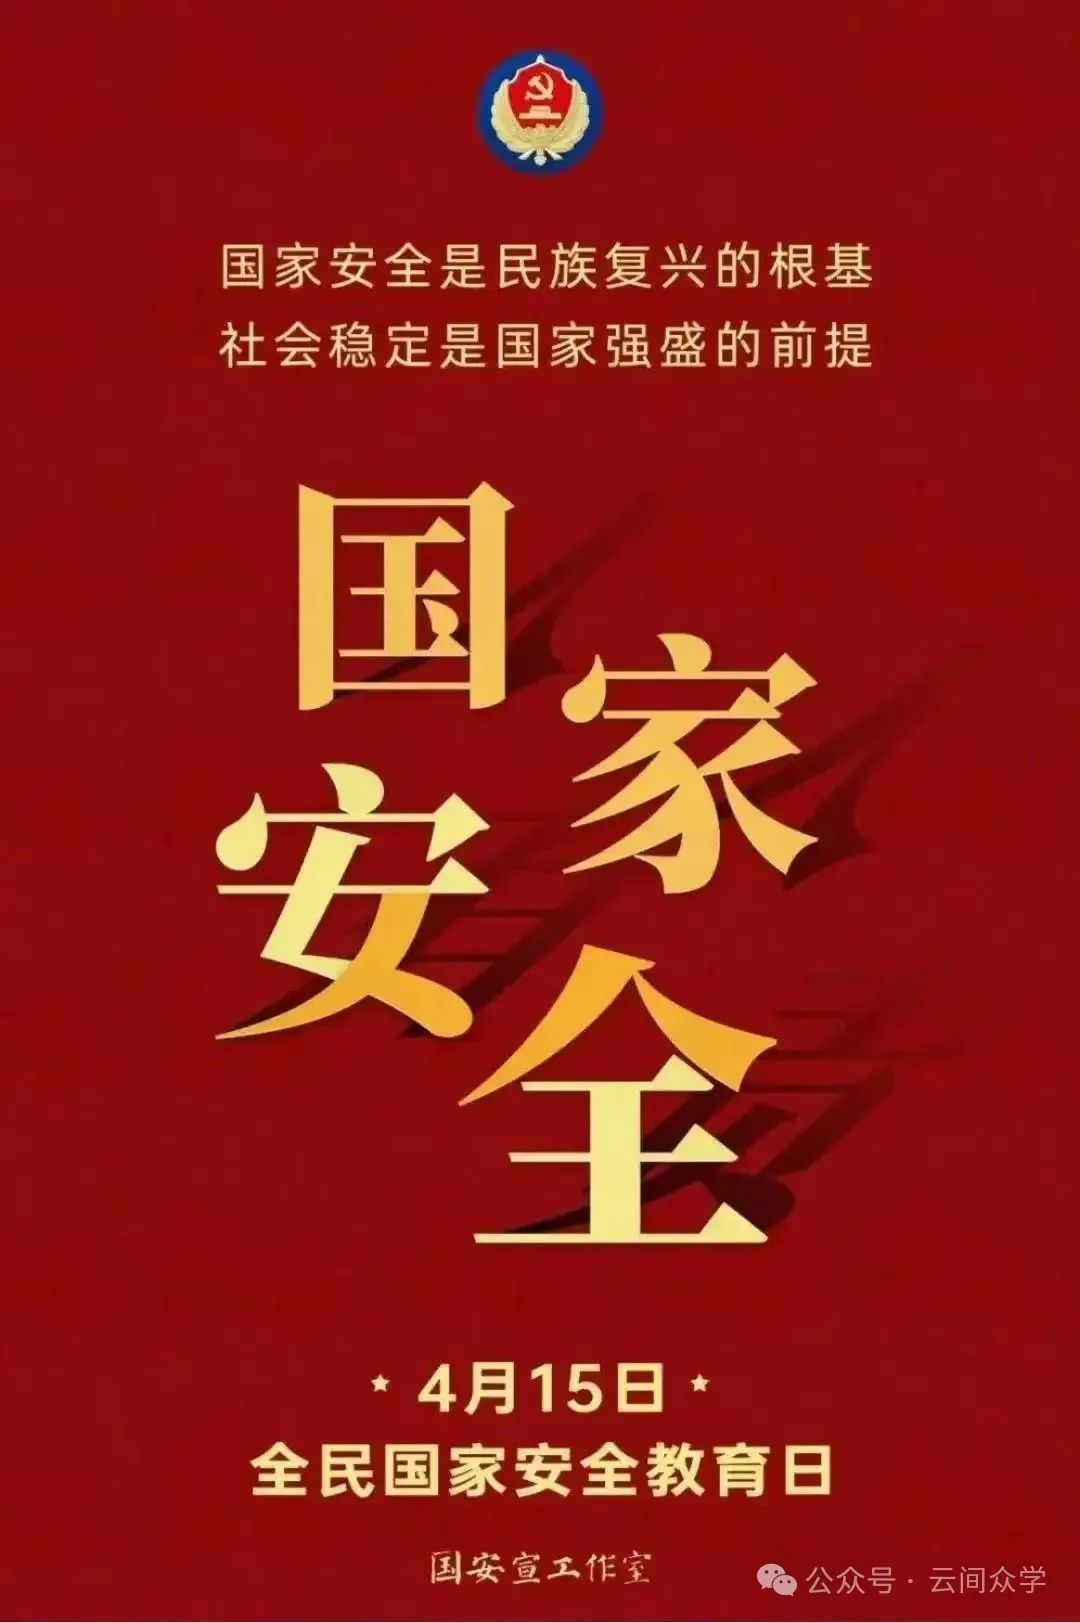 国家安全是民族复兴的根基
社会稳定是国家强盛的前提
国家
安全
4月15日
全民国家安全教育日
国安宣工作室
公众号·云间众学